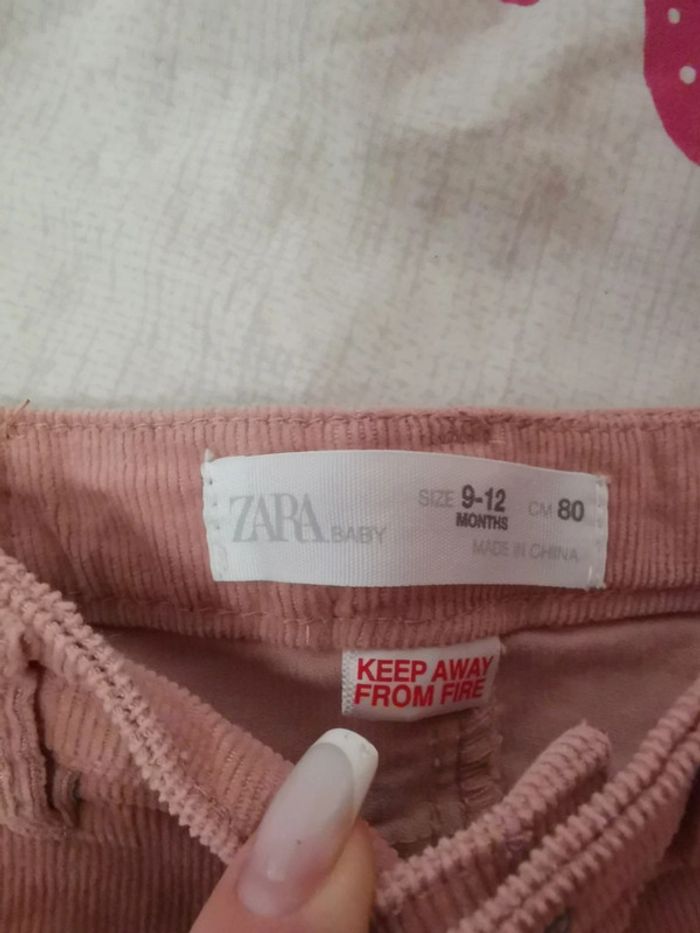 ZARA BABY
SIZE 9-12 MONTHS CM 80
MADE IN CHINA
KEEP AWAY
FROM FIRE